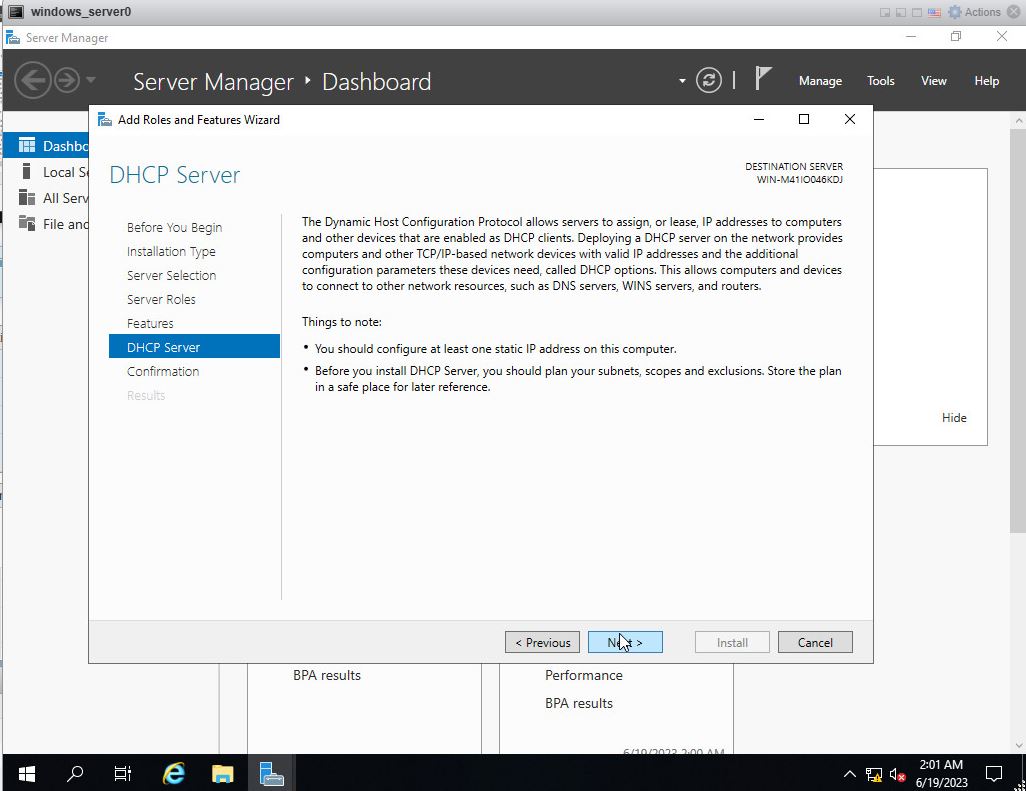 windows_server0
Actions
Server Manager
Server Manager ‣ Dashboard
Manage
Tools
View
Help
Add Roles and Features Wizard
DHCP Server
DESTINATION SERVER
WIN-M41IO046KDJ
Dashbo
Local Se
All Serv
File and
Before You Begin
Installation Type
Server Selection
Server Roles
Features
DHCP Server
Confirmation
Results
The Dynamic Host Configuration Protocol allows servers to assign, or lease, IP addresses to computers
and other devices that are enabled as DHCP clients. Deploying a DHCP server on the network provides
computers and other TCP/IP-based network devices with valid IP addresses and the additional
configuration parameters these devices need, called DHCP options. This allows computers and devices
to connect to other network resources, such as DNS servers, WINS servers, and routers.
Things to note:
• You should configure at least one static IP address on this computer.
• Before you install DHCP Server, you should plan your subnets, scopes and exclusions. Store the plan
in a safe place for later reference.
Hide
< Previous
Next >
Install
Cancel
BPA results
Performance
BPA results
6/19/2023 2:00 AM
2:01 AM
6/19/2023